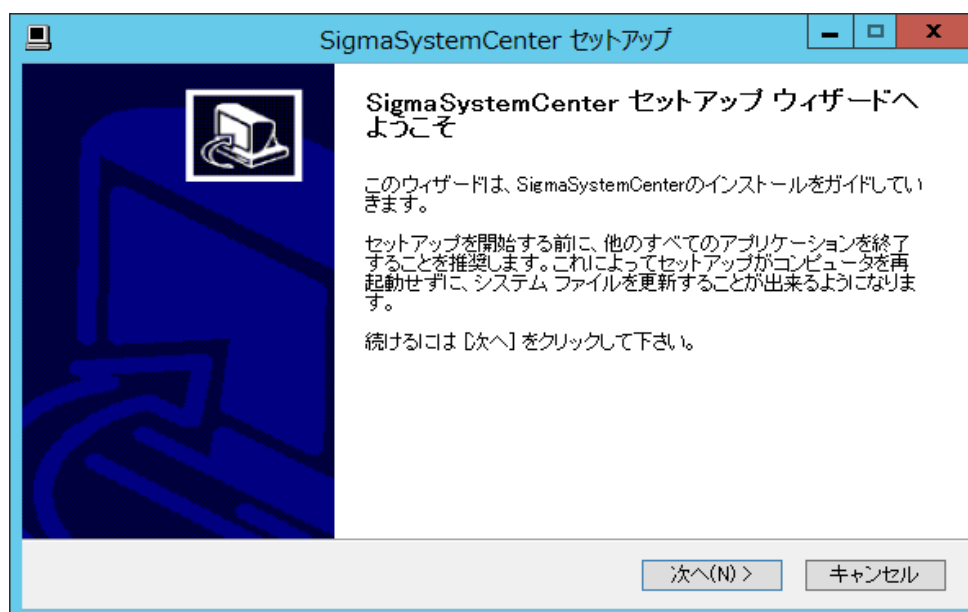 SigmaSystemCenter セットアップ
SigmaSystemCenter セットアップ ウィザードへ
ようこそ
このウィザードは、SigmaSystemCenterのインストールをガイドしてい
きます。
セットアップを開始する前に、他のすべてのアプリケーションを終了
することを推奨します。これによってセットアップがコンピュータを再
起動せずに、システム ファイルを更新することが出来るようになりま
す。
続けるには [次へ] をクリックして下さい。
次へ(N) >
キャンセル